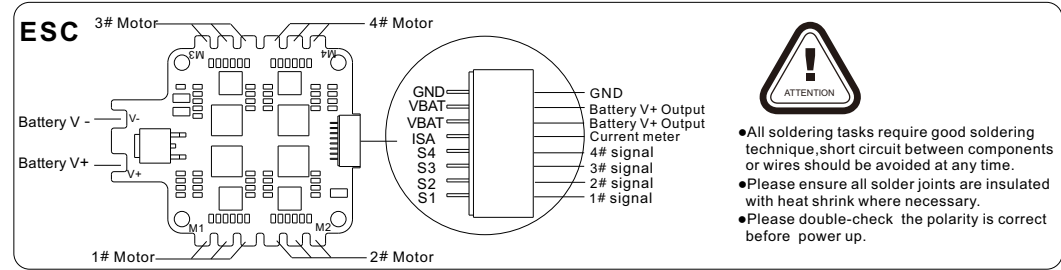 ESC
3# Motor
4# Motor
M3
M4
Battery V -
V-
Battery V+
V+
M1
M2
1# Motor
2# Motor
GND
VBAT
VBAT
ISA
S4
S3
S2
S1
GND
Battery V+ Output
Battery V+ Output
Current meter
4# signal
3# signal
2# signal
1# signal
!
ATTENTION
●All soldering tasks require good soldering
technique,short circuit between components
or wires should be avoided at any time.
●Please ensure all solder joints are insulated
with heat shrink where necessary.
●Please double-check the polarity is correct
before power up.